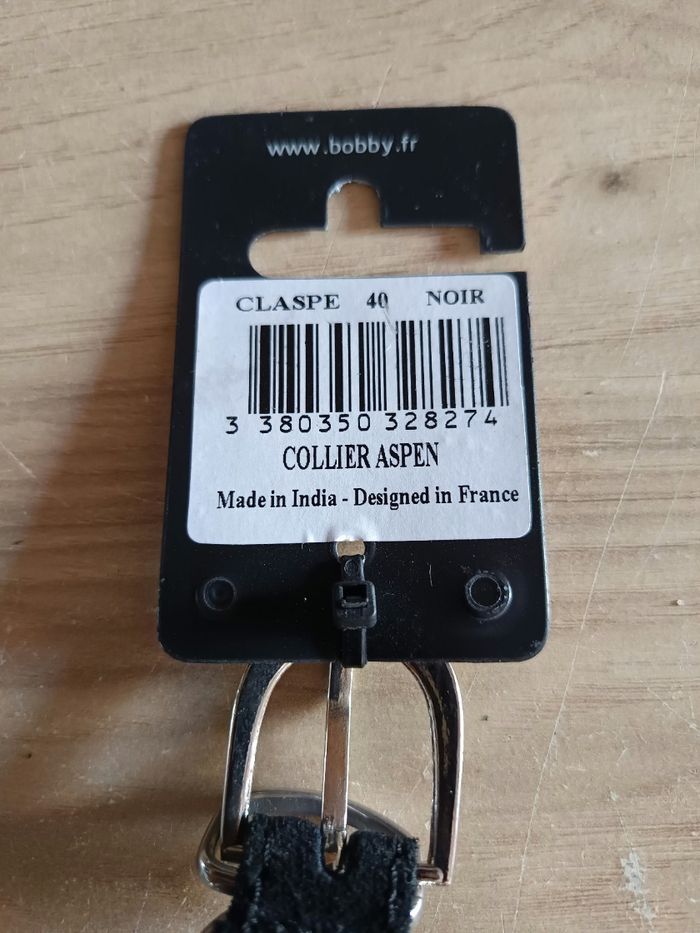 www.bobby.fr
CLASPE 40 NOIR
3 380350 328274
COLLIER ASPEN
Made in India - Designed in France